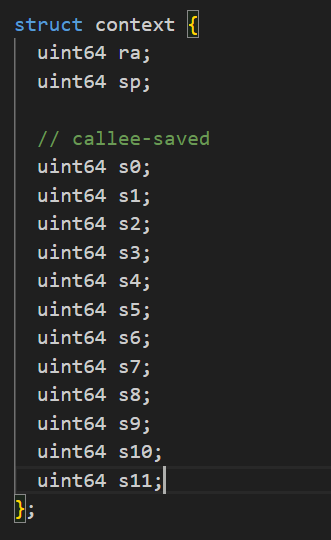 struct context {
uint64 ra;
uint64 sp;
// callee-saved
uint64 s0;
uint64 s1;
uint64 s2;
uint64 s3;
uint64 s4;
uint64 s5;
uint64 s6;
uint64 s7;
uint64 s8;
uint64 s9;
uint64 s10;
uint64 s11;
};